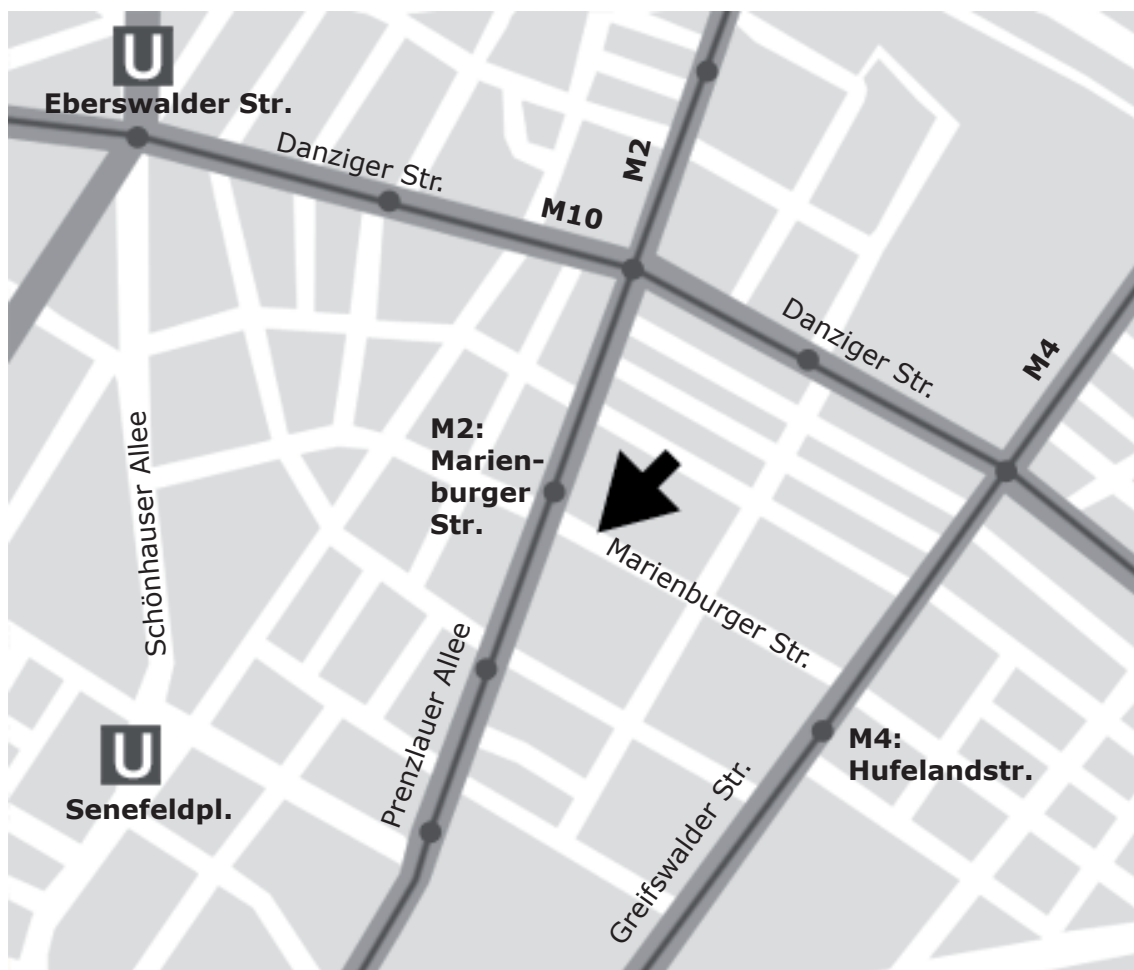 U
Eberswalder Str.
Danziger Str.
M2
M10
Danziger Str.
M4
Schönhauser Allee
M2:
Marien-
burger
Str.
Marienburger Str.
Prenzlauer Allee
U
Senefeldpl.
M4:
Hufelandstr.
Greifswalder Str.